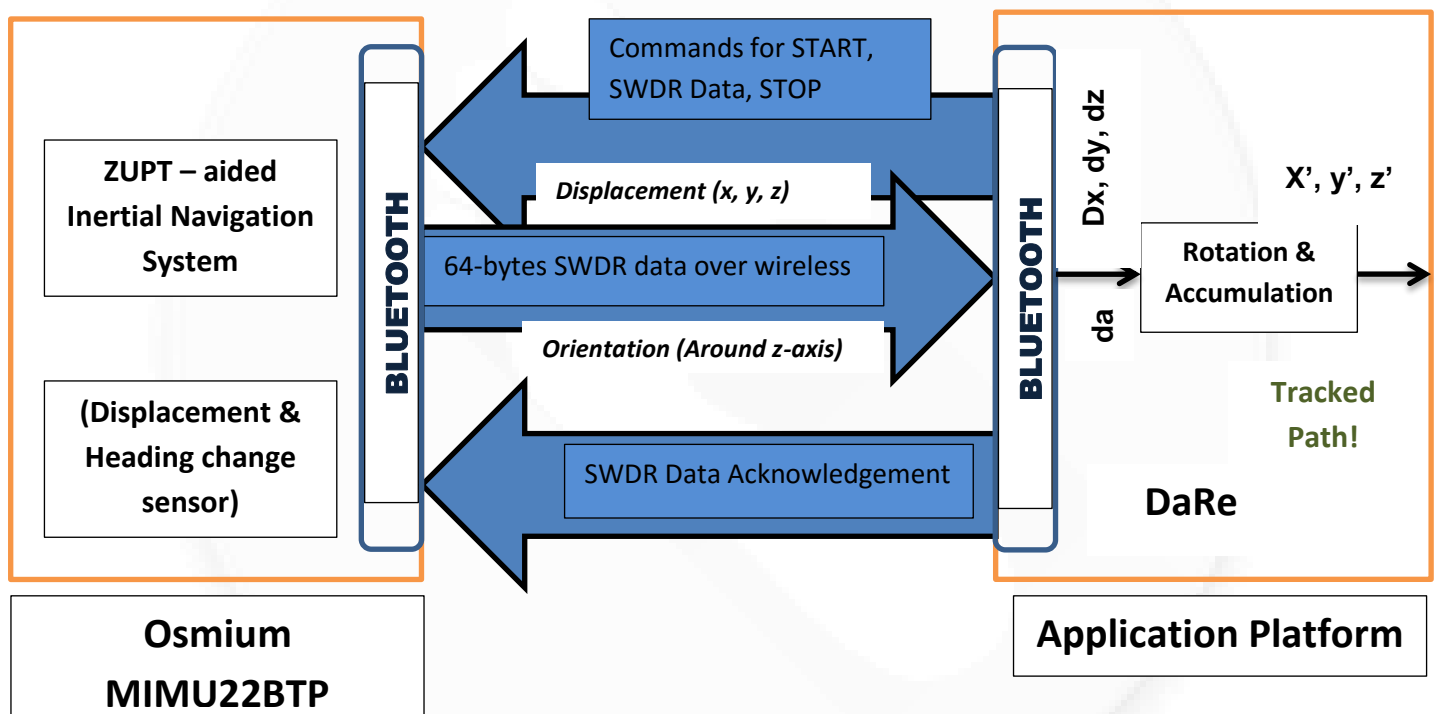 Commands for START,
SWDR Data, STOP
ZUPT – aided
Inertial Navigation
System
(Displacement &
Heading change
sensor)
BLUETOOTH
Displacement (x, y, z)
64-bytes SWDR data over wireless
Orientation (Around z-axis)
SWDR Data Acknowledgement
BLUETOOTH
Dx, dy, dz
da
X’, y’, z’
Rotation &
Accumulation
Tracked
Path!
DaRe
Osmium
MIMU22BTP
Application Platform